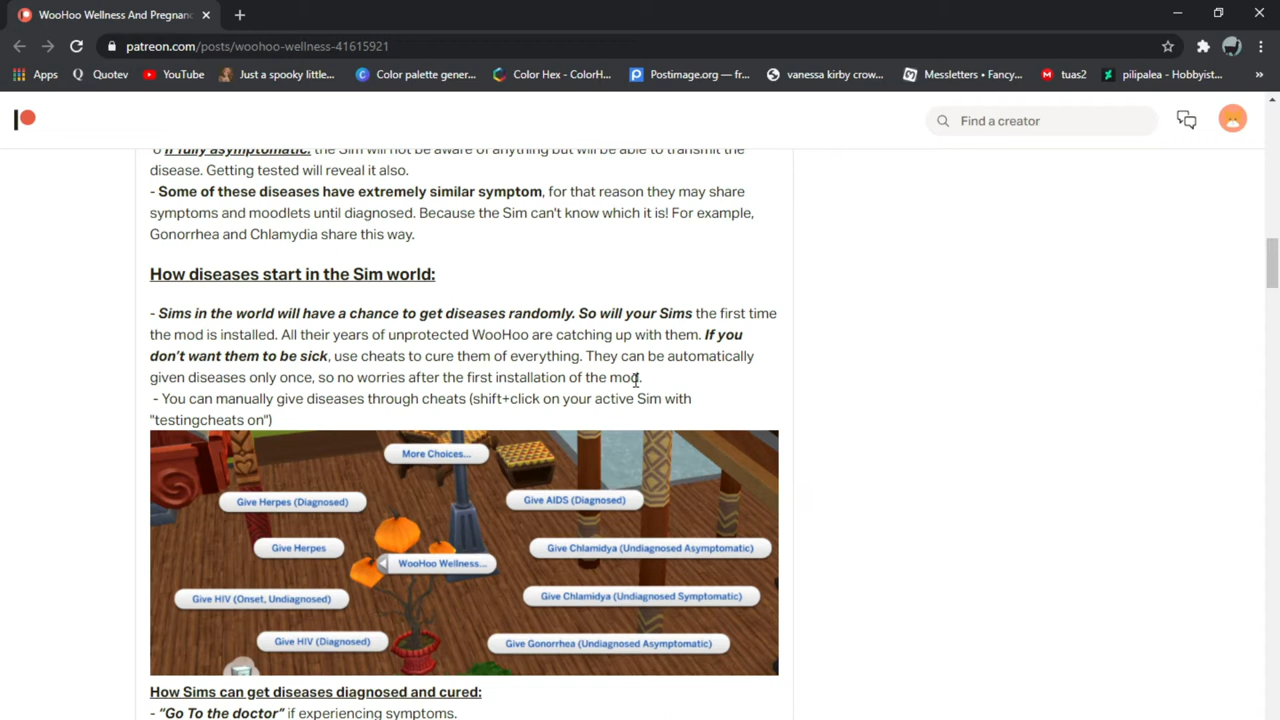 WooHoo Wellness And Pregnanc
patreon.com/posts/woohoo-wellness-41615921
Apps
Quotev
YouTube
Just a spooky little...
Color palette gener...
Color Hex - ColorH...
Postimage.org — fr...
vanessa kirby crow...
Messletters • Fancy...
tuas2
pilipalea - Hobbyist...
Find a creator
o If fully asymptomatic: the Sim will not be aware of anything but will be able to transmit the
disease. Getting tested will reveal it also.
- Some of these diseases have extremely similar symptom, for that reason they may share
symptoms and moodlets until diagnosed. Because the Sim can't know which it is! For example,
Gonorrhea and Chlamydia share this way.
How diseases start in the Sim world:
- Sims in the world will have a chance to get diseases randomly. So will your Sims the first time
the mod is installed. All their years of unprotected WooHoo are catching up with them. If you
don't want them to be sick, use cheats to cure them of everything. They can be automatically
given diseases only once, so no worries after the first installation of the mod.
- You can manually give diseases through cheats (shift+click on your active Sim with
"testingcheats on")
More Choices...
Give Herpes (Diagnosed)
Give AIDS (Diagnosed)
Give Herpes
Give Chlamidya (Undiagnosed Asymptomatic)
WooHoo Wellness...
Give HIV (Onset, Undiagnosed)
Give Chlamidya (Undiagnosed Symptomatic)
Give HIV (Diagnosed)
Give Gonorrhea (Undiagnosed Asymptomatic)
How Sims can get diseases diagnosed and cured:
- "Go To the doctor" if experiencing symptoms.